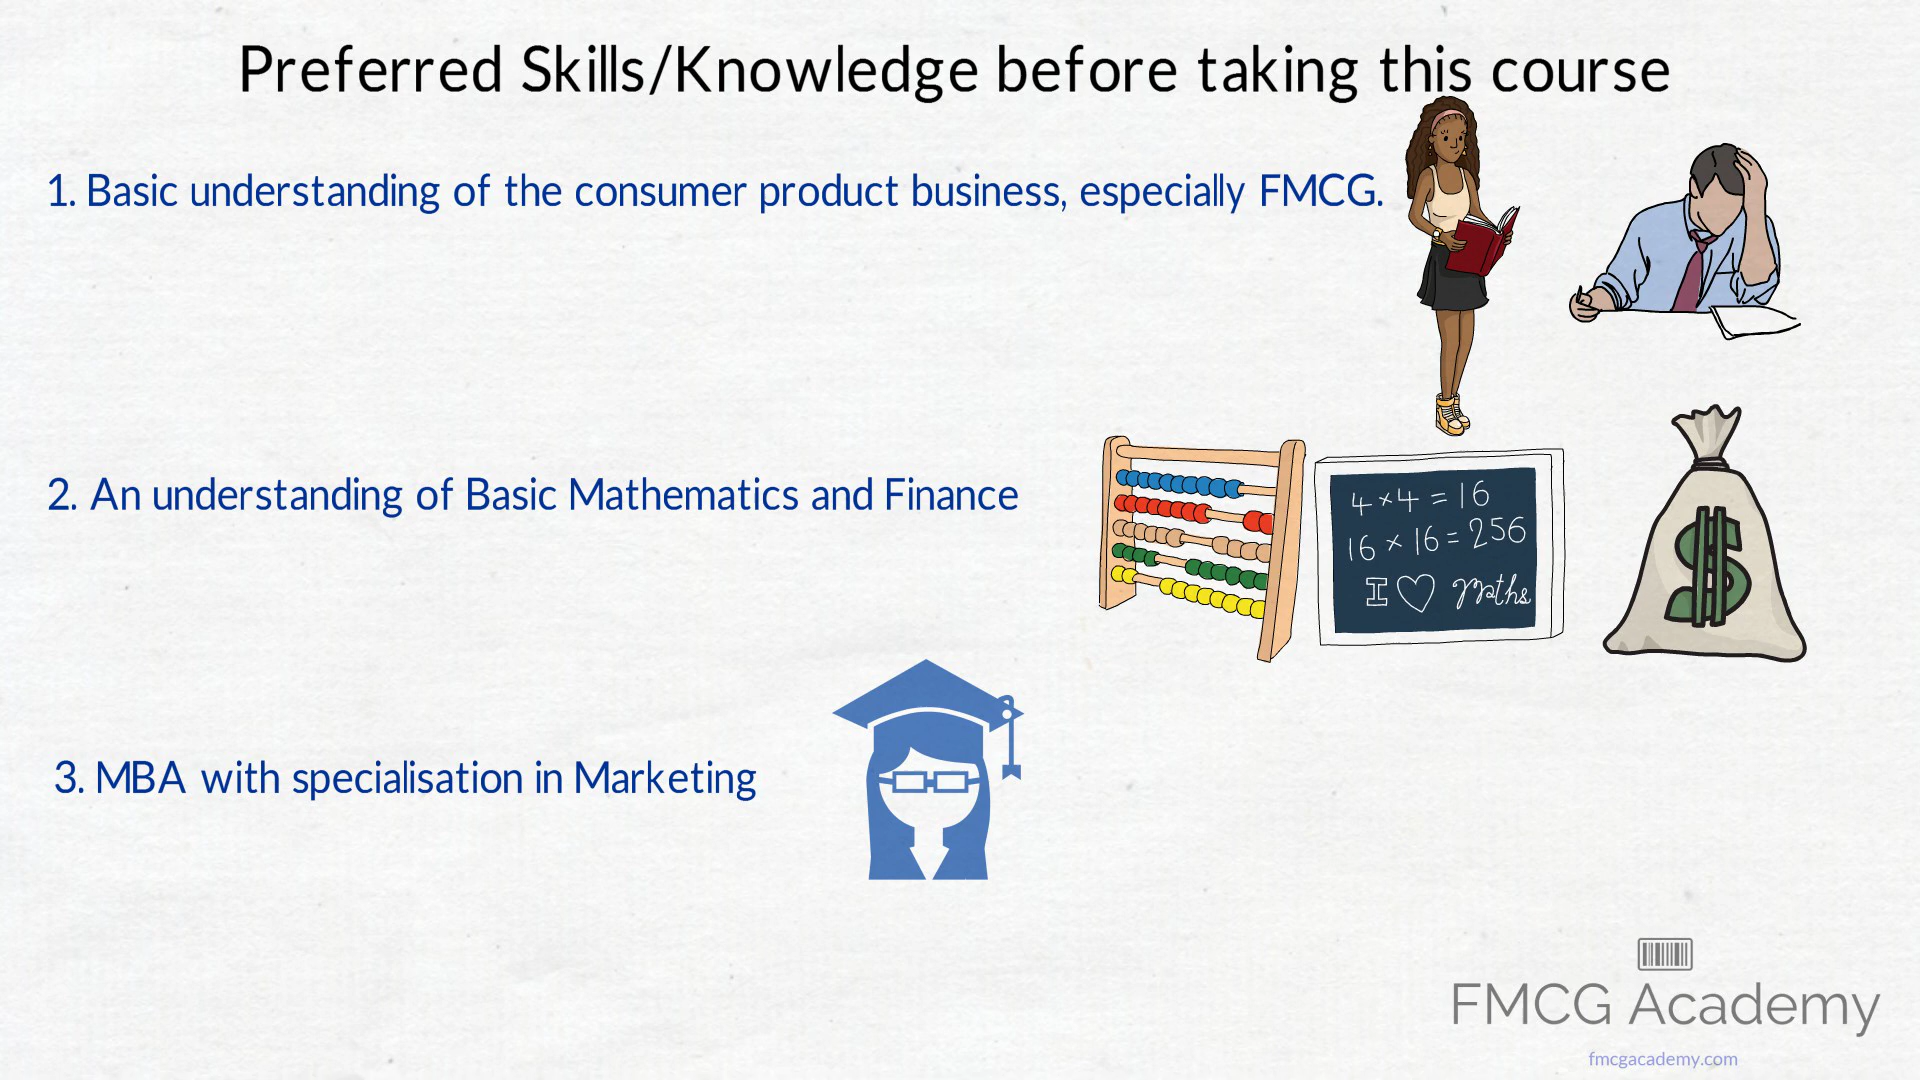 Preferred Skills/Knowledge before taking this course
1. Basic understanding of the consumer product business, especially FMCG.
2. An understanding of Basic Mathematics and Finance
4 × 4 = 16
16 × 16 = 256
I ♡ Maths
$
3. MBA with specialisation in Marketing
FMCG Academy
fmcgacademy.com